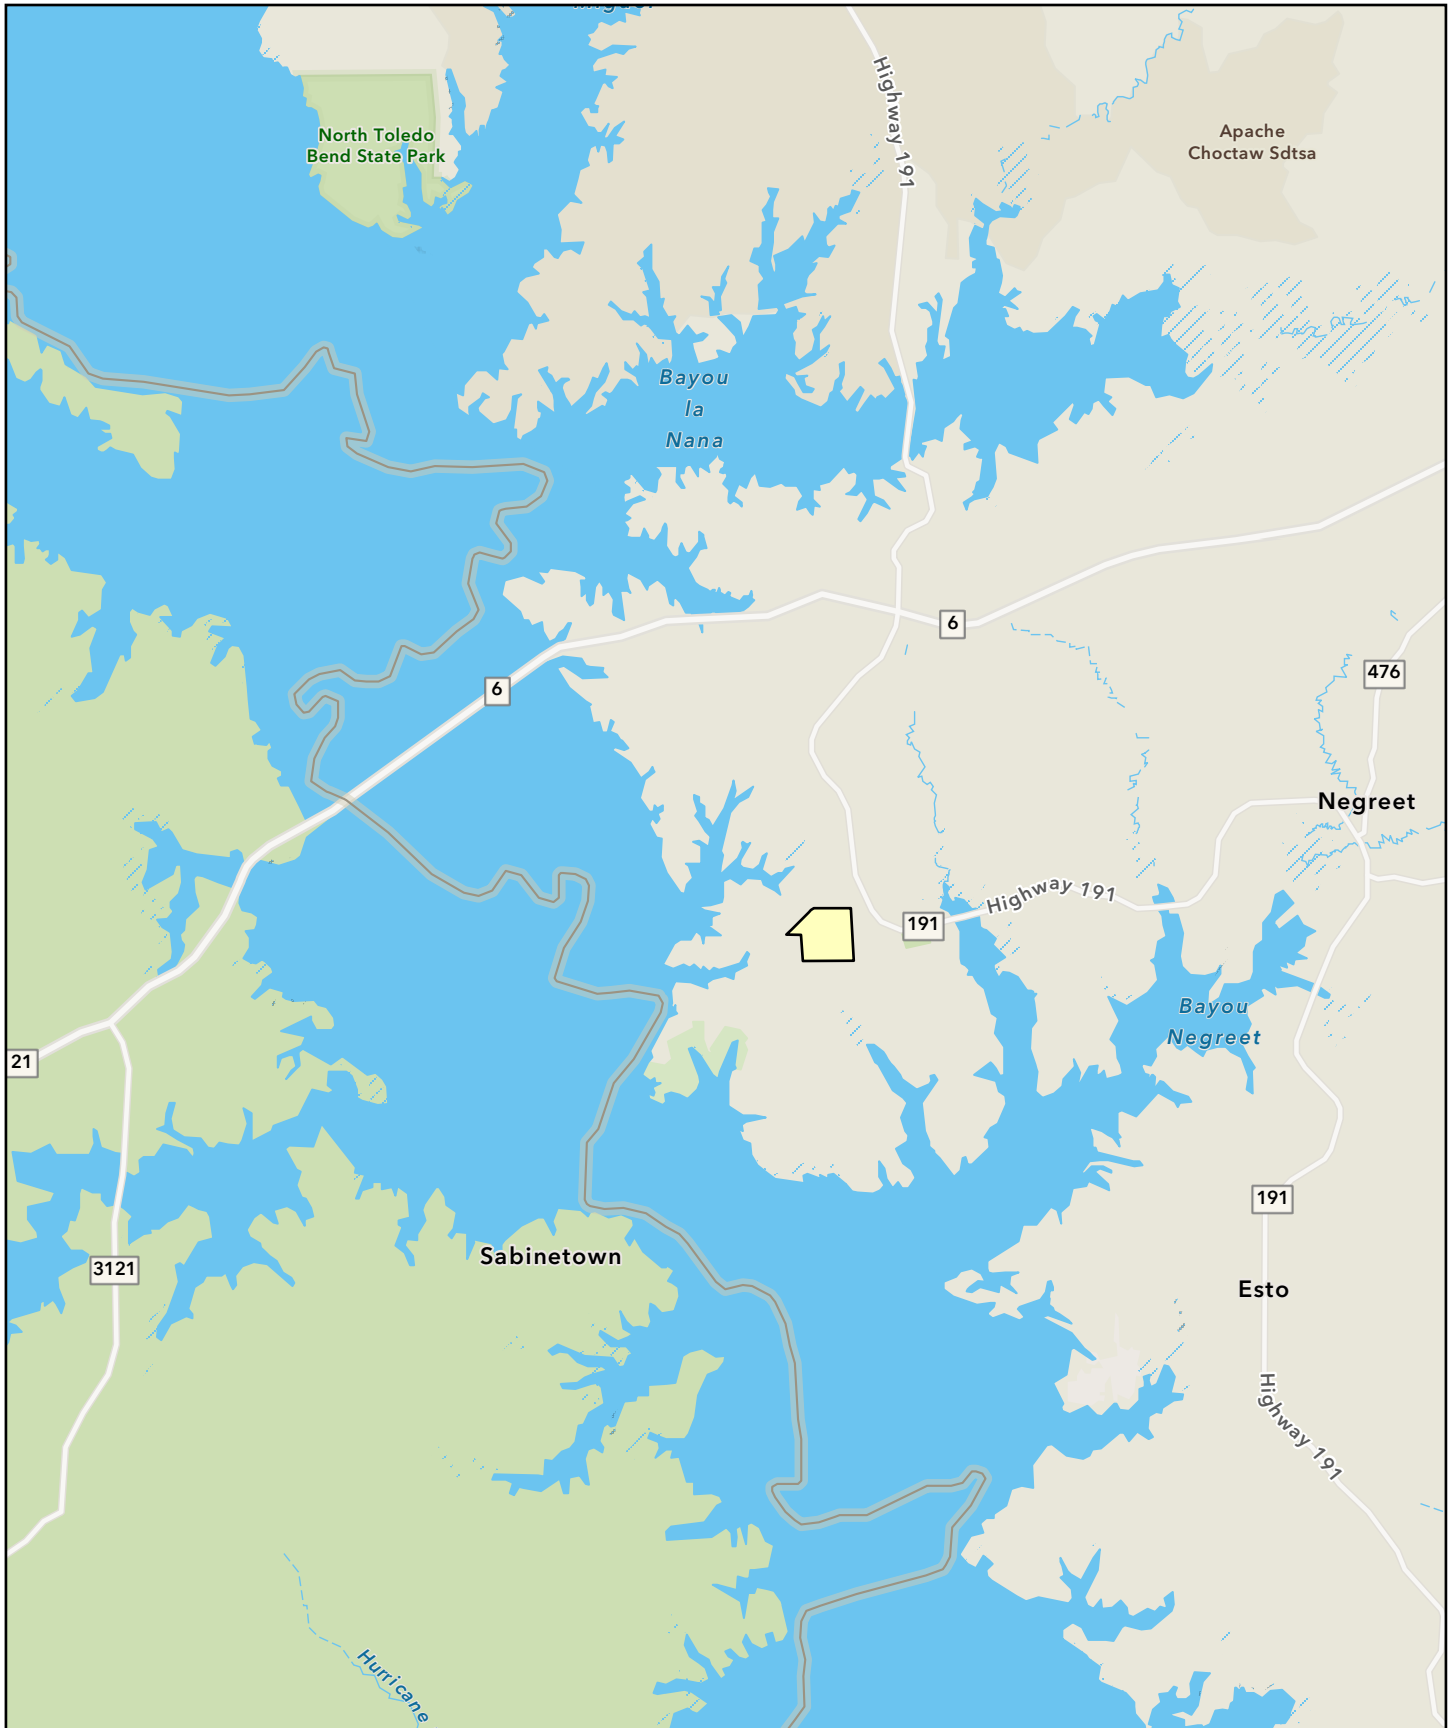 Highway 191
North Toledo
Bend State Park
Apache
Choctaw Sdtsa
Bayou
la
Nana
6
476
6
Negreet
Highway 191
191
Bayou
Negreet
21
191
Sabinetown
3121
Esto
Highway 191
Hurricane